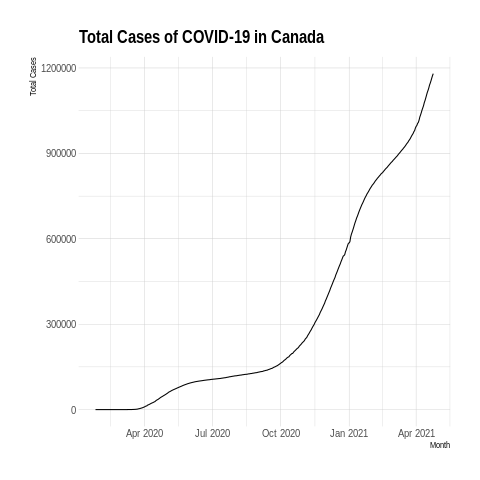 Total Cases of COVID-19 in Canada
Total Cases
1200000
900000
600000
300000
0
Apr 2020 Jul 2020 Oct 2020 Jan 2021 Apr 2021
Month